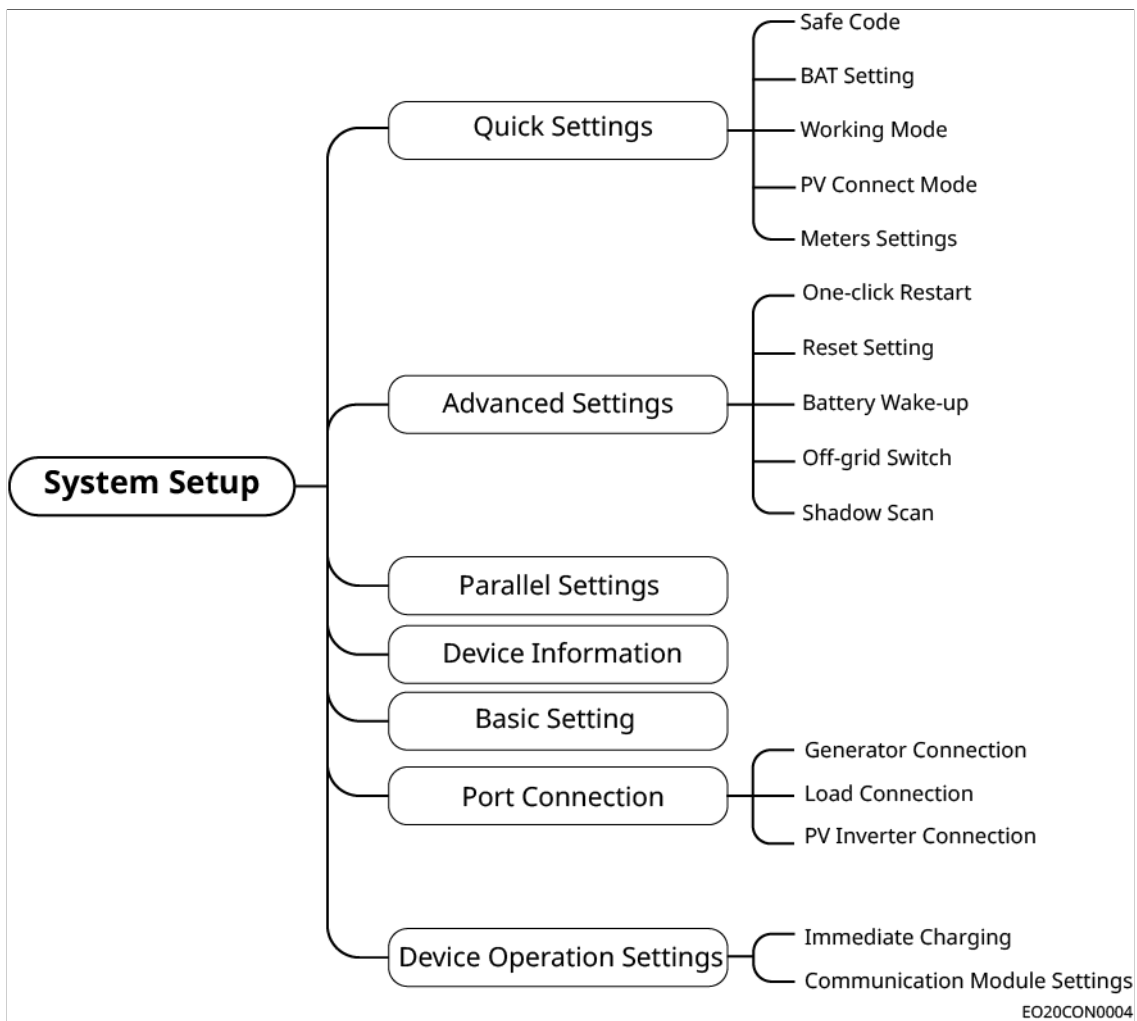 System Setup
Quick Settings
Safe Code
BAT Setting
Working Mode
PV Connect Mode
Meters Settings
Advanced Settings
One-click Restart
Reset Setting
Battery Wake-up
Off-grid Switch
Shadow Scan
Parallel Settings
Device Information
Basic Setting
Port Connection
Generator Connection
Load Connection
PV Inverter Connection
Device Operation Settings
Immediate Charging
Communication Module Settings
EO20CON0004